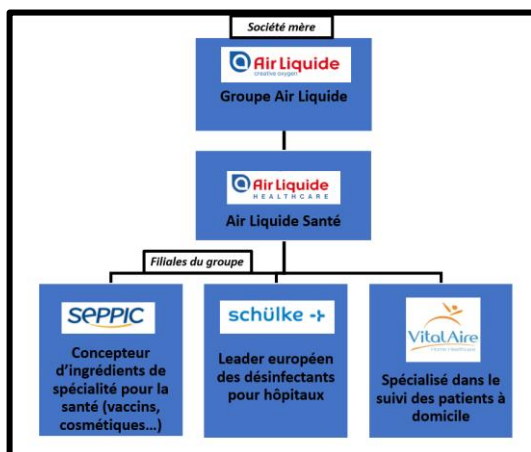 Société mère
Air Liquide
creative oxygen
Groupe Air Liquide
Air Liquide
HEALTHCARE
Air Liquide Santé
Filiales du groupe
SEPPIC
Concepteur
d'ingrédients de
spécialité pour la
santé (vaccins,
cosmétiques…)
schülke
Leader européen
des désinfectants
pour hôpitaux
VitalAire
Home Healthcare
Spécialisé dans le
suivi des patients à
domicile